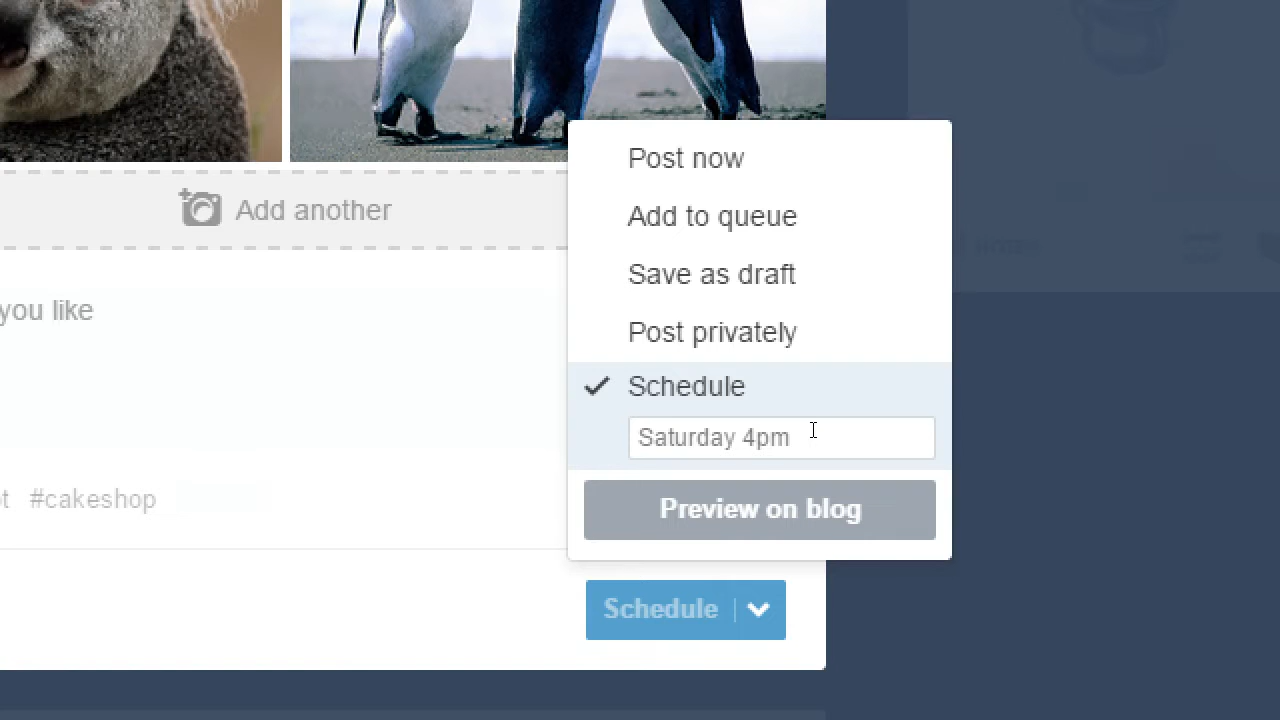 Post now
Add to queue
Add another
Save as draft
you like
Post privately
Schedule
Saturday 4pm
#cakeshop
Preview on blog
Schedule